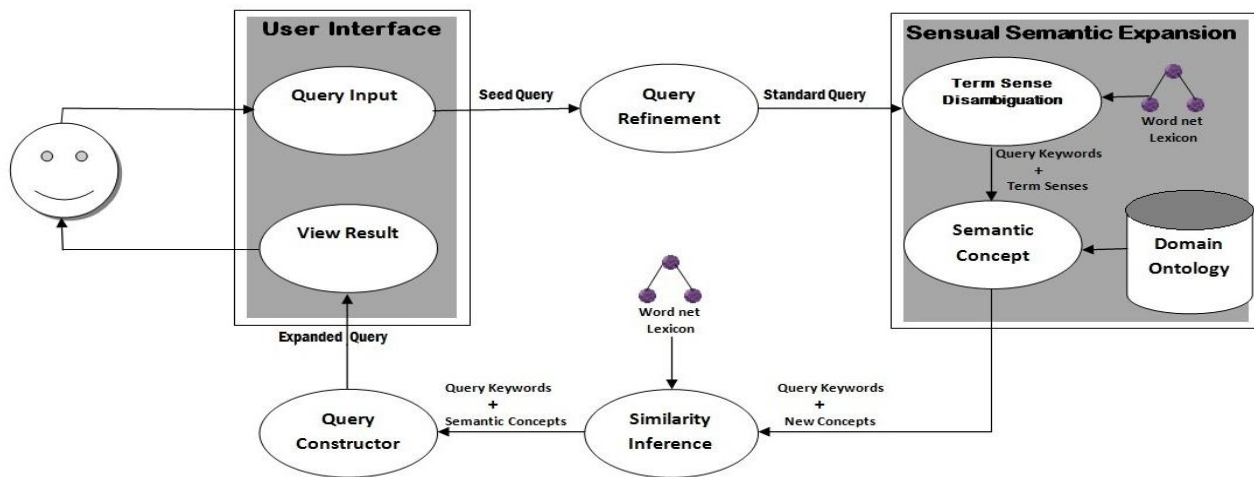 User Interface
Query Input
Seed Query
Query
Refinement
Standard Query
Sensual Semantic Expansion
Term Sense
Disambiguation
Word net
Lexicon
Query Keywords
+
Term Senses
Semantic
Concept
Domain
Ontology
View Result
Word net
Lexicon
Expanded Query
Query
Constructor
Query Keywords
+
Semantic Concepts
Similarity
Inference
Query Keywords
+
New Concepts